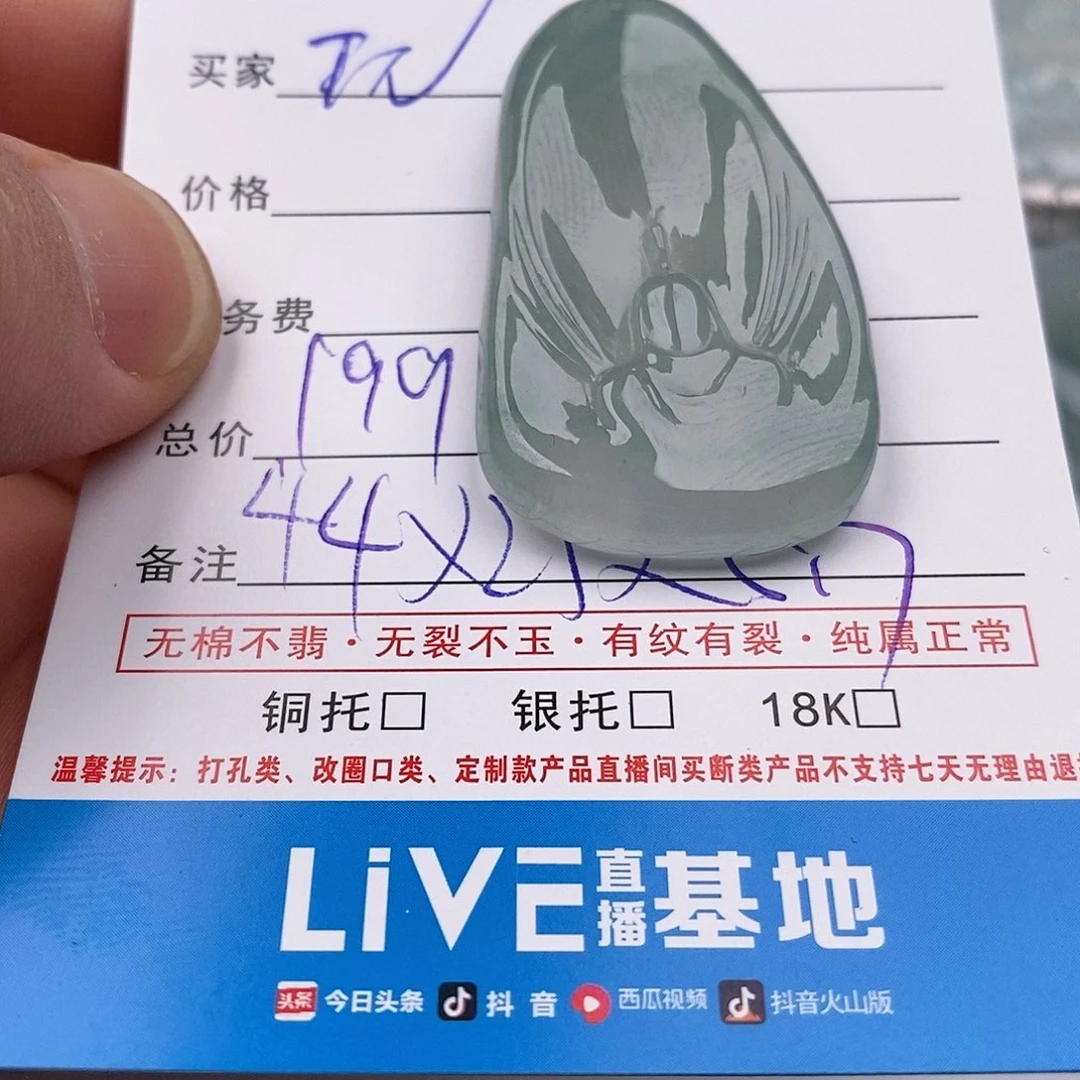 买家
价格
务费
199
总价
备注
无棉不翡·无裂不玉·有纹有裂·纯属正常
铜托□ 银托□ 18K□
温馨提示：打孔类、改圈口类、定制款产品直播间买断类产品不支持七天无理由退
LiVE直播基地
头条 今日头条 抖音 西瓜视频 抖音火山版